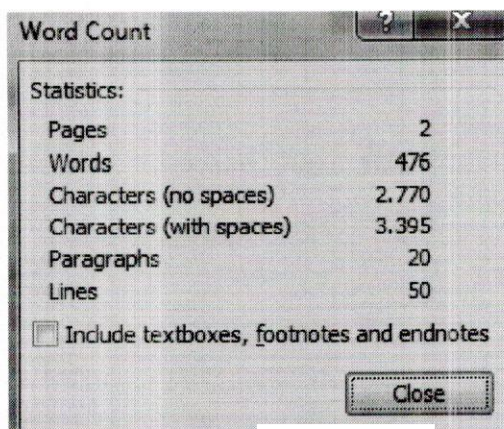 Word Count ? X
Statistics:
Pages 2
Words 476
Characters (no spaces) 2.770
Characters (with spaces) 3.395
Paragraphs 20
Lines 50
Include textboxes, footnotes and endnotes
Close